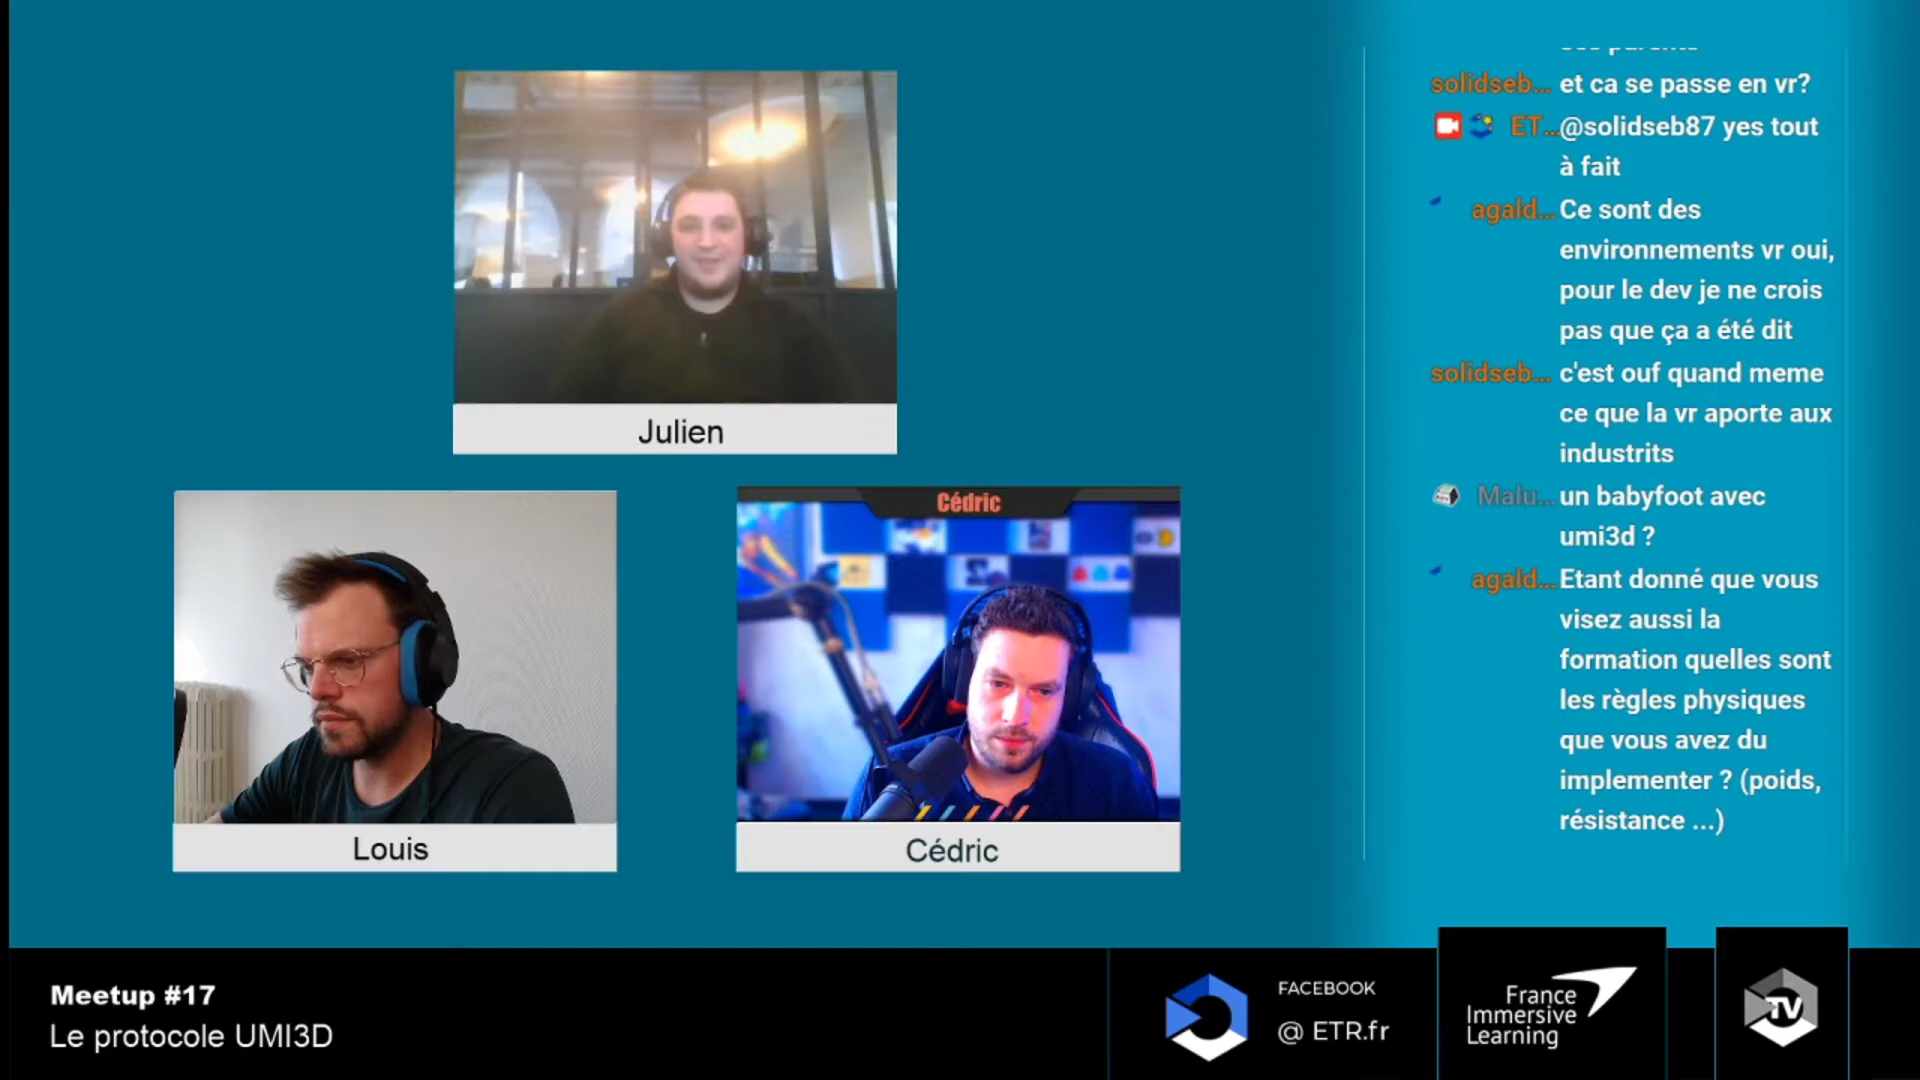 Julien
Louis
Cédric
Cédric
solidseb... et ca se passe en vr?
ET...@solidseb87 yes tout
à fait
agald... Ce sont des
environnements vr oui,
pour le dev je ne crois
pas que ça a été dit
solidseb... c'est ouf quand meme
ce que la vr aporte aux
industrits
Malu... un babyfoot avec
umi3d ?
agald... Etant donné que vous
visez aussi la
formation quelles sont
les règles physiques
que vous avez du
implementer ? (poids,
résistance ...)
Meetup #17
Le protocole UMI3D
FACEBOOK
@ ETR.fr
France
Immersive
Learning
TV